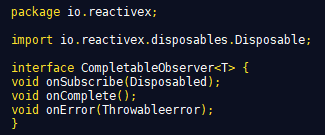 package io.reactivex;
import io.reactivex.disposables.Disposable;
interface CompletableObserver<T> {
void onSubscribe(Disposabled);
void onComplete();
void onError(Throwableerror);
}